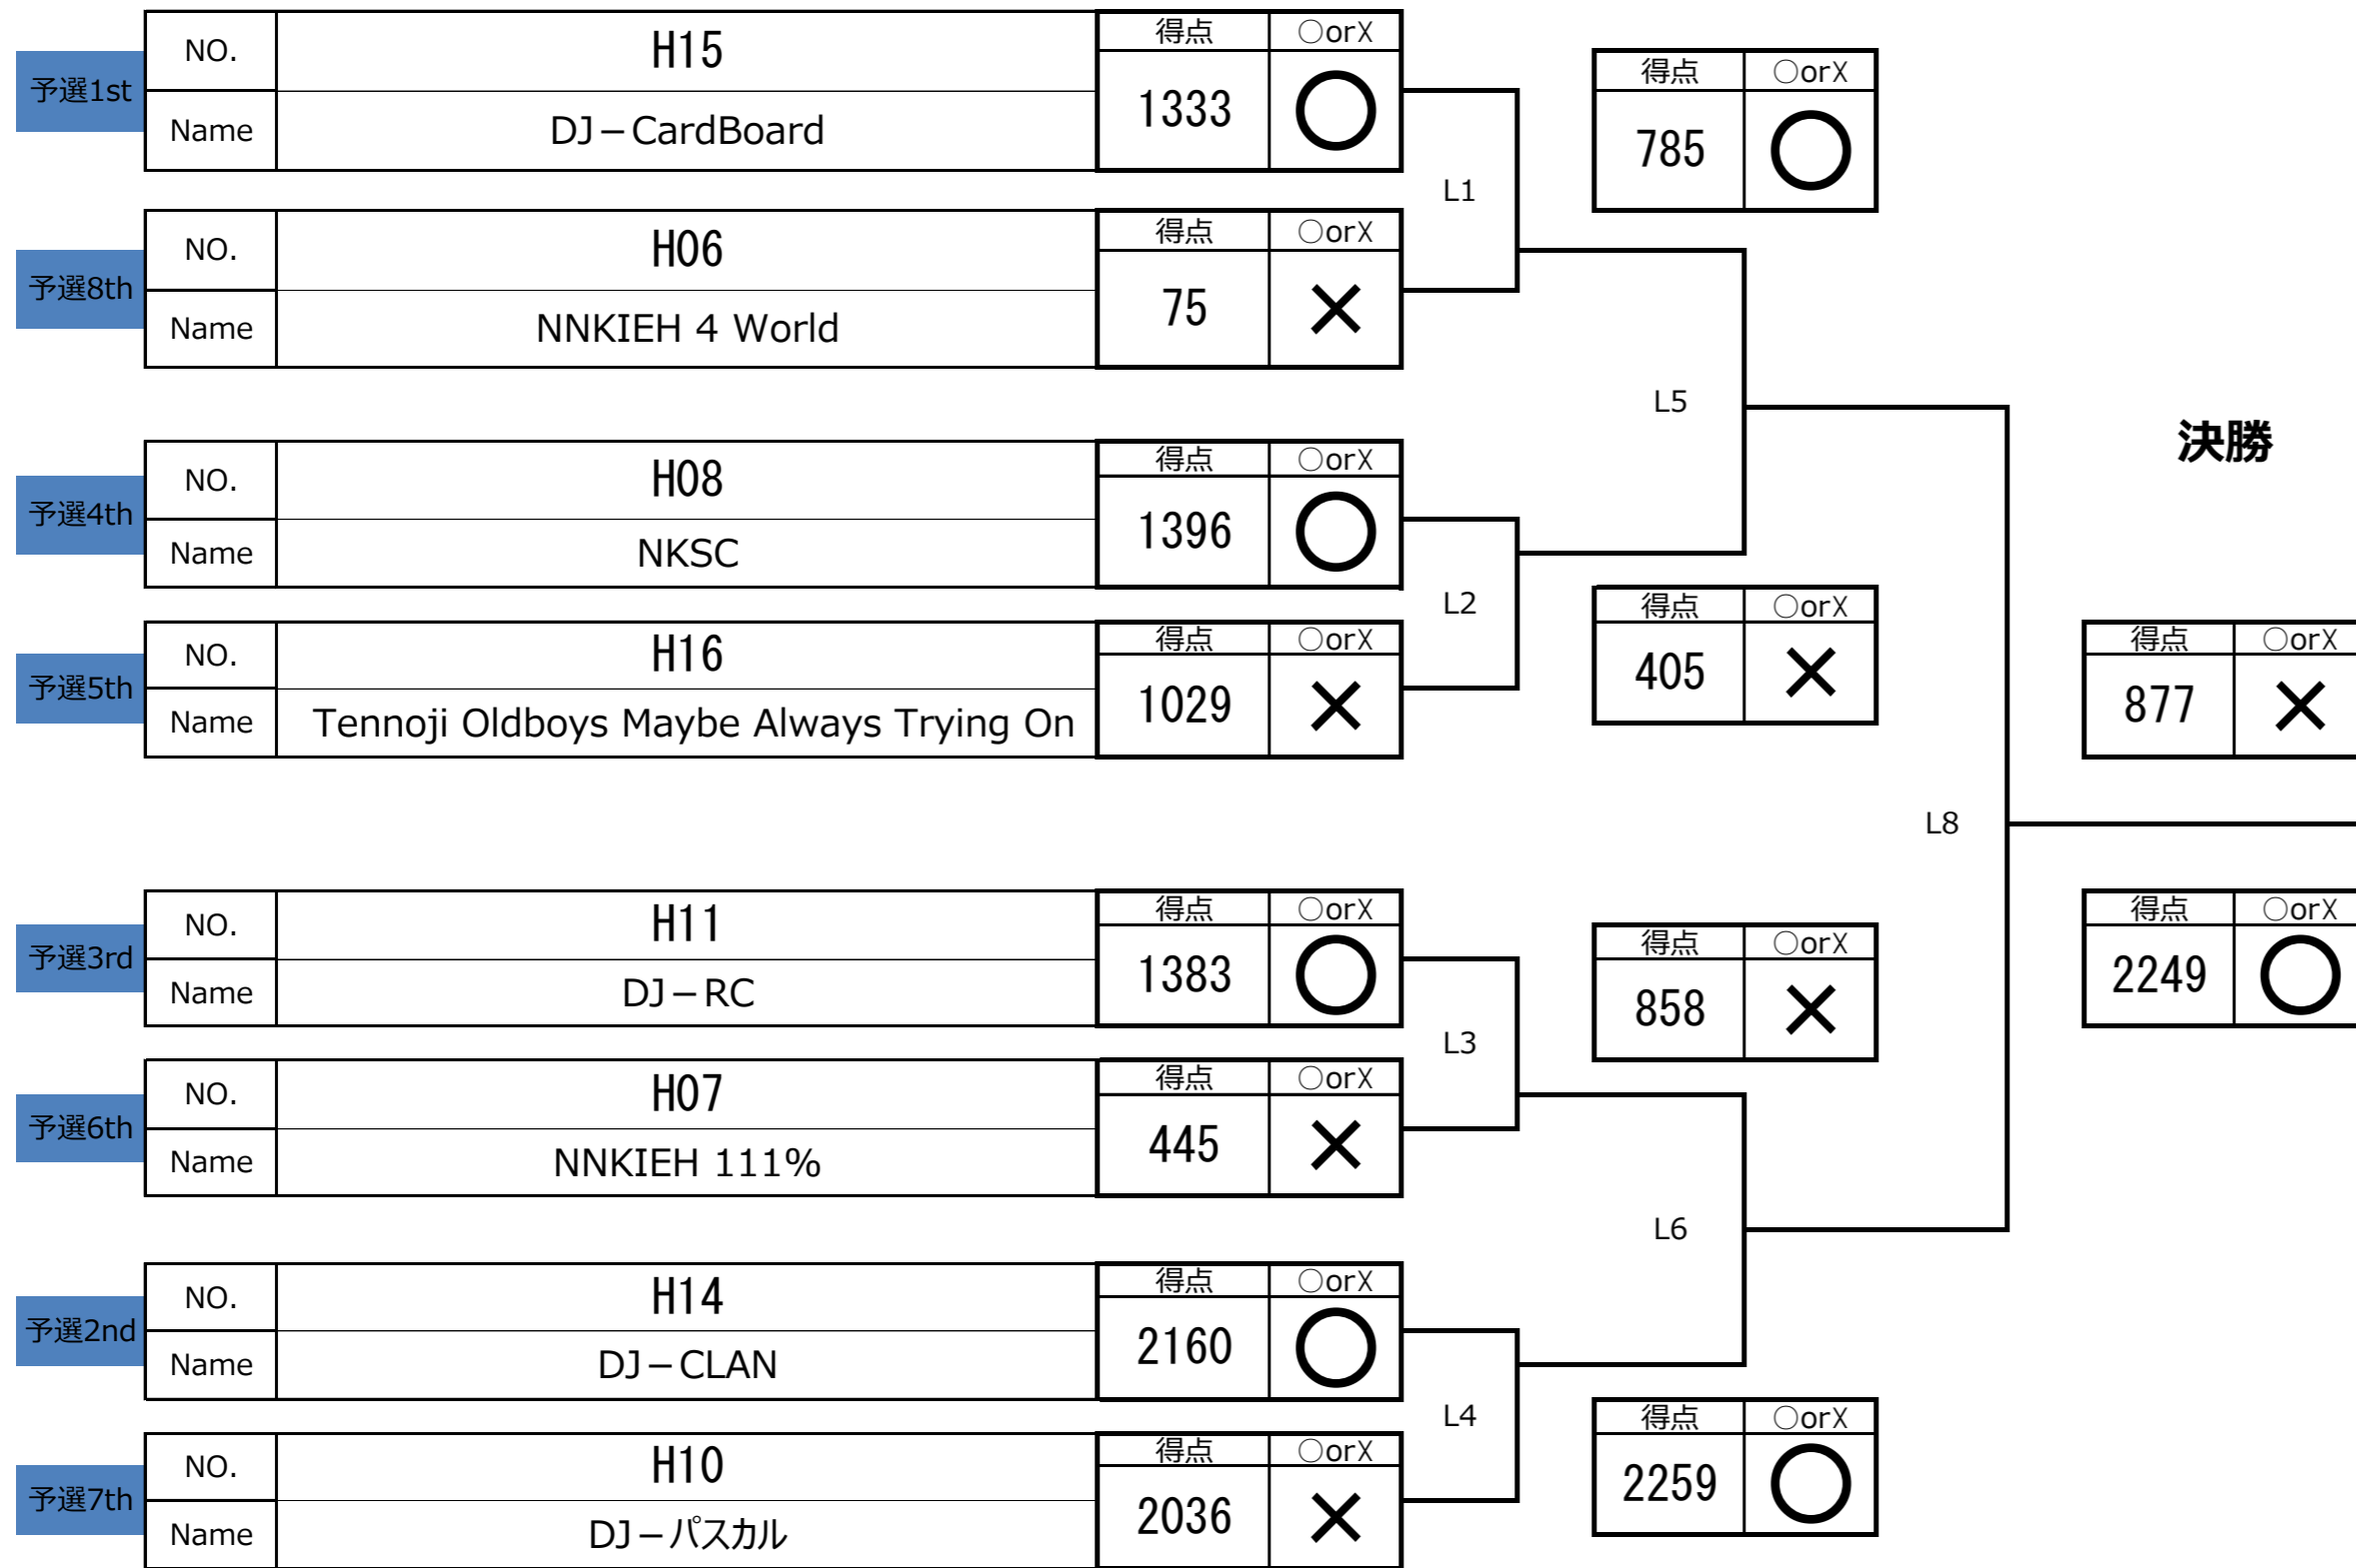 予選1st
NO.
H15
得点
○orX
Name
DJ－CardBoard
1333
○
得点
○orX
785
○
L1
予選8th
NO.
H06
得点
○orX
Name
NNKIEH 4 World
75
×
L5
決勝
予選4th
NO.
H08
得点
○orX
Name
NKSC
1396
○
L2
得点
○orX
405
×
予選5th
NO.
H16
得点
○orX
Name
Tennoji Oldboys Maybe Always Trying On
1029
×
得点
○orX
877
×
L8
予選3rd
NO.
H11
得点
○orX
Name
DJ－RC
1383
○
得点
○orX
858
×
得点
○orX
2249
○
L3
予選6th
NO.
H07
得点
○orX
Name
NNKIEH 111%
445
×
L6
予選2nd
NO.
H14
得点
○orX
Name
DJ－CLAN
2160
○
L4
得点
○orX
2259
○
予選7th
NO.
H10
得点
○orX
Name
DJ－パスカル
2036
×